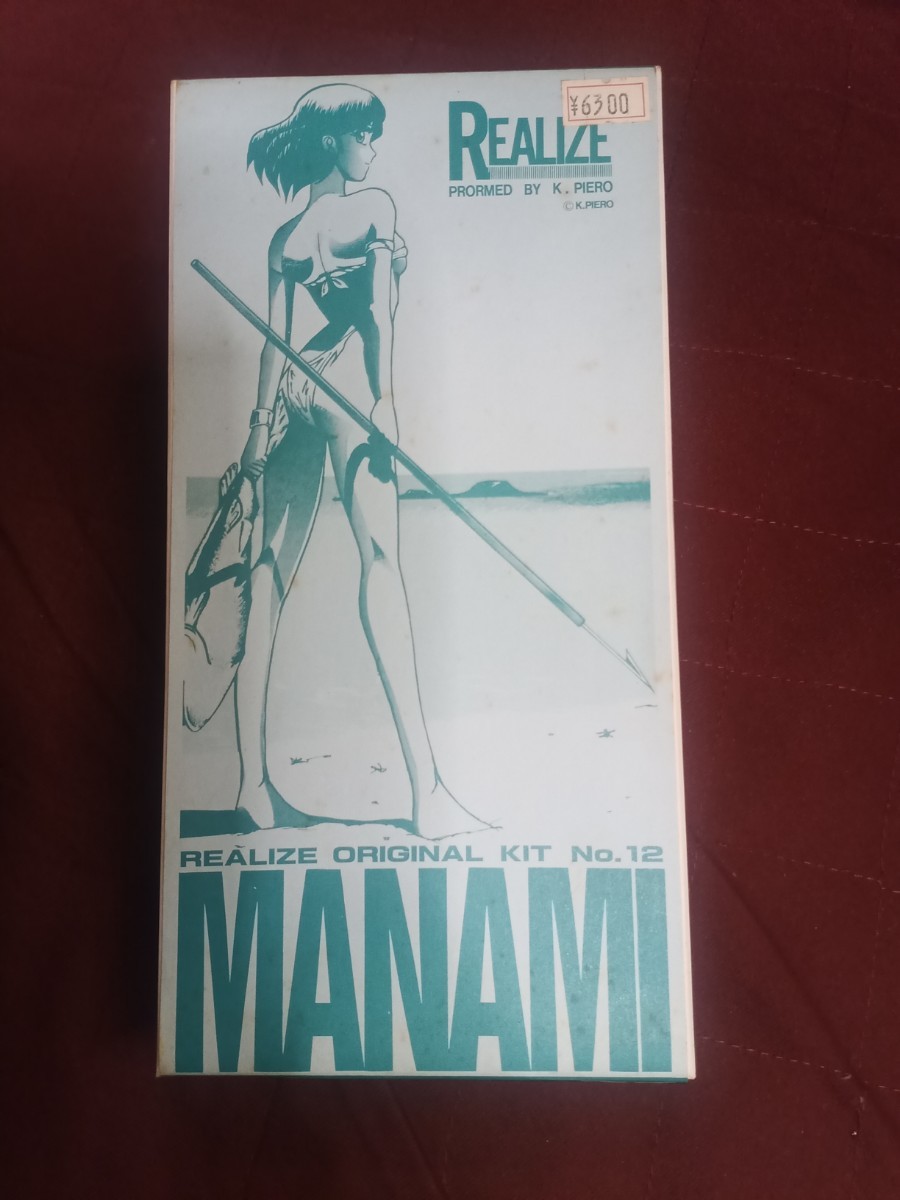 ¥6300
REALIZE
PRORMED BY K. PIERO
© K.PIERO
REALIZE ORIGINAL KIT No.12
MANAMI